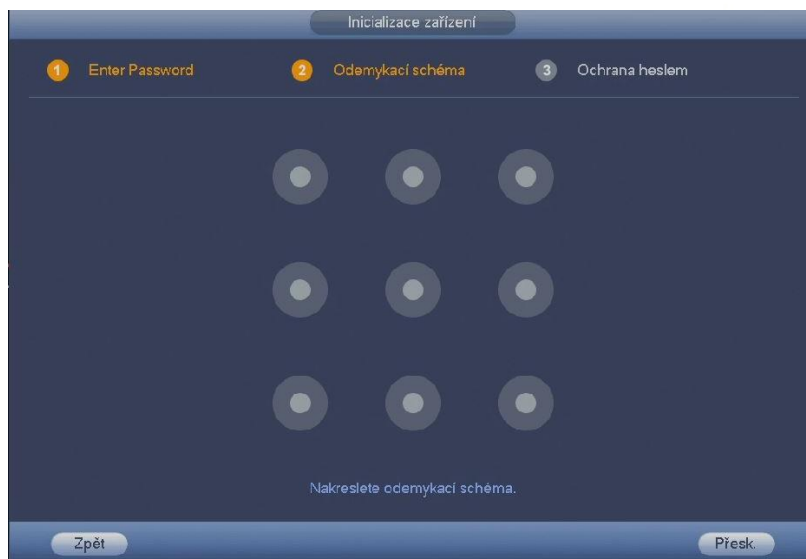 Inicializace zařízení
1 Enter Password 2 Odemykací schéma 3 Ochrana heslem
Nakreslete odemykací schéma.
Zpět Přesk.